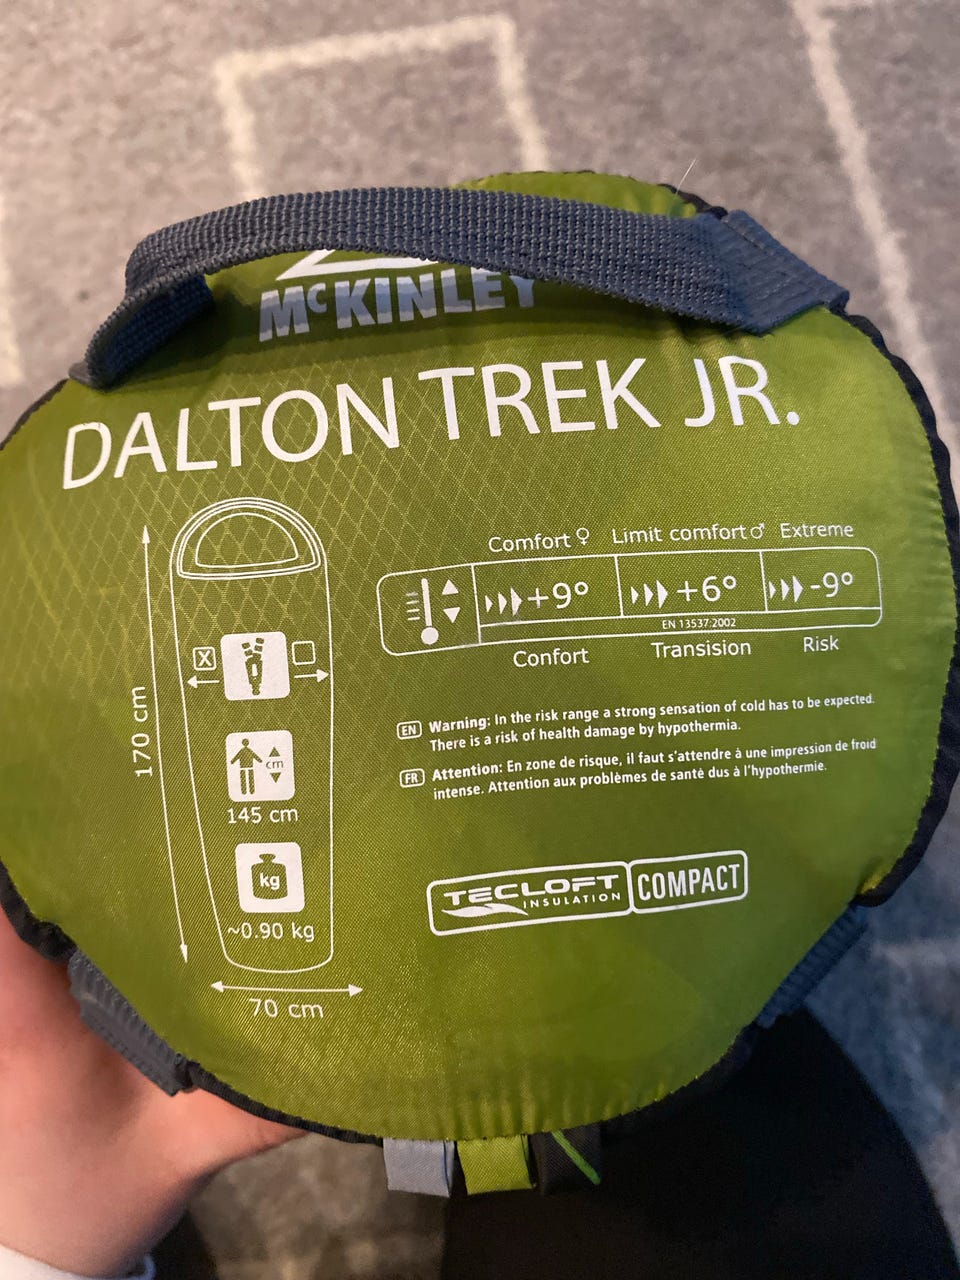 McKINLEY
DALTON TREK JR.
Comfort ♀ Limit comfort♂ Extreme
+9° +6° -9°
EN 13537:2002
Confort Transision Risk
X
170 cm
cm
145 cm
kg
~0.90 kg
70 cm
EN Warning: In the risk range a strong sensation of cold has to be expected.
There is a risk of health damage by hypothermia.
FR Attention: En zone de risque, il faut s'attendre à une impression de froid
intense. Attention aux problèmes de santé dus à l'hypothermie.
TECLOFT COMPACT
INSULATION